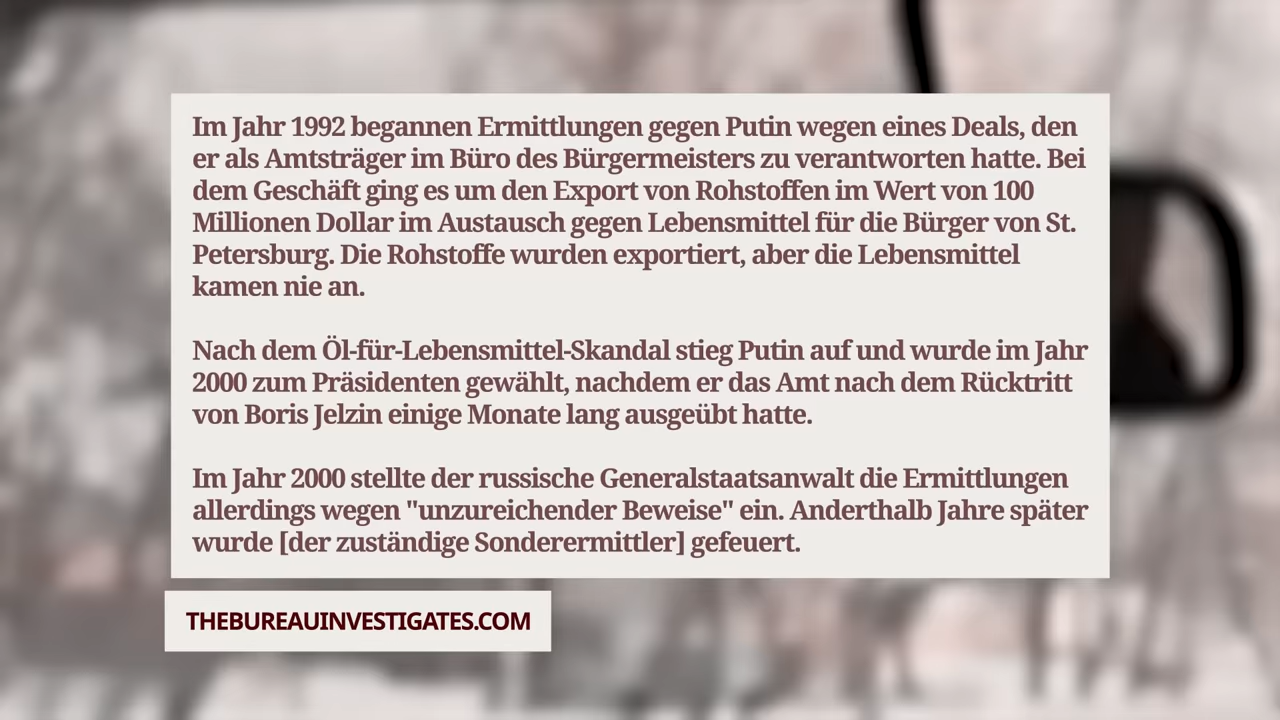 Im Jahr 1992 begannen Ermittlungen gegen Putin wegen eines Deals, den
er als Amtsträger im Büro des Bürgermeisters zu verantworten hatte. Bei
dem Geschäft ging es um den Export von Rohstoffen im Wert von 100
Millionen Dollar im Austausch gegen Lebensmittel für die Bürger von St.
Petersburg. Die Rohstoffe wurden exportiert, aber die Lebensmittel
kamen nie an.
Nach dem Öl-für-Lebensmittel-Skandal stieg Putin auf und wurde im Jahr
2000 zum Präsidenten gewählt, nachdem er das Amt nach dem Rücktritt
von Boris Jelzin einige Monate lang ausgeübt hatte.
Im Jahr 2000 stellte der russische Generalstaatsanwalt die Ermittlungen
allerdings wegen "unzureichender Beweise" ein. Anderthalb Jahre später
wurde [der zuständige Sonderermittler] gefeuert.
THEBUREAUINVESTIGATES.COM